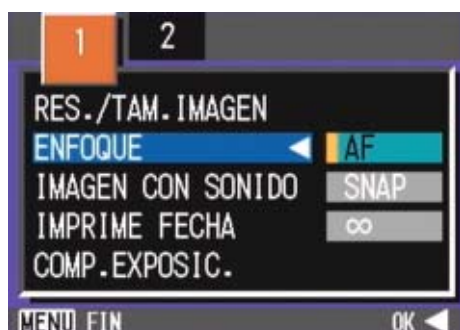 1 2
RES./TAM.IMAGEN
ENFOQUE ◀ AF
IMAGEN CON SONIDO SNAP
IMPRIME FECHA ∞
COMP.EXPOSIC.
MENU FIN OK ◀